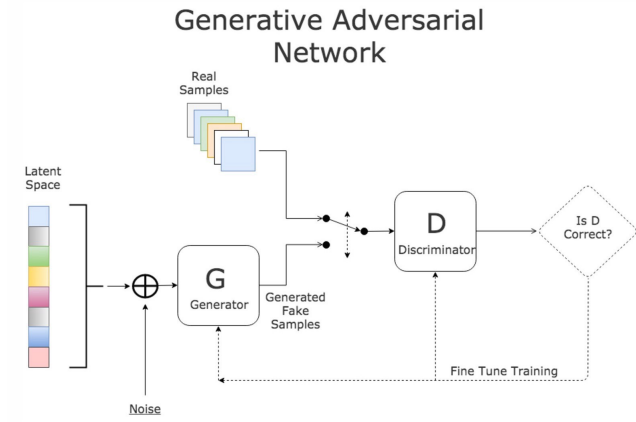 Generative Adversarial
Network
Real
Samples
Latent
Space
G
Generator
Generated
Fake
Samples
D
Discriminator
Is D
Correct?
Fine Tune Training
Noise